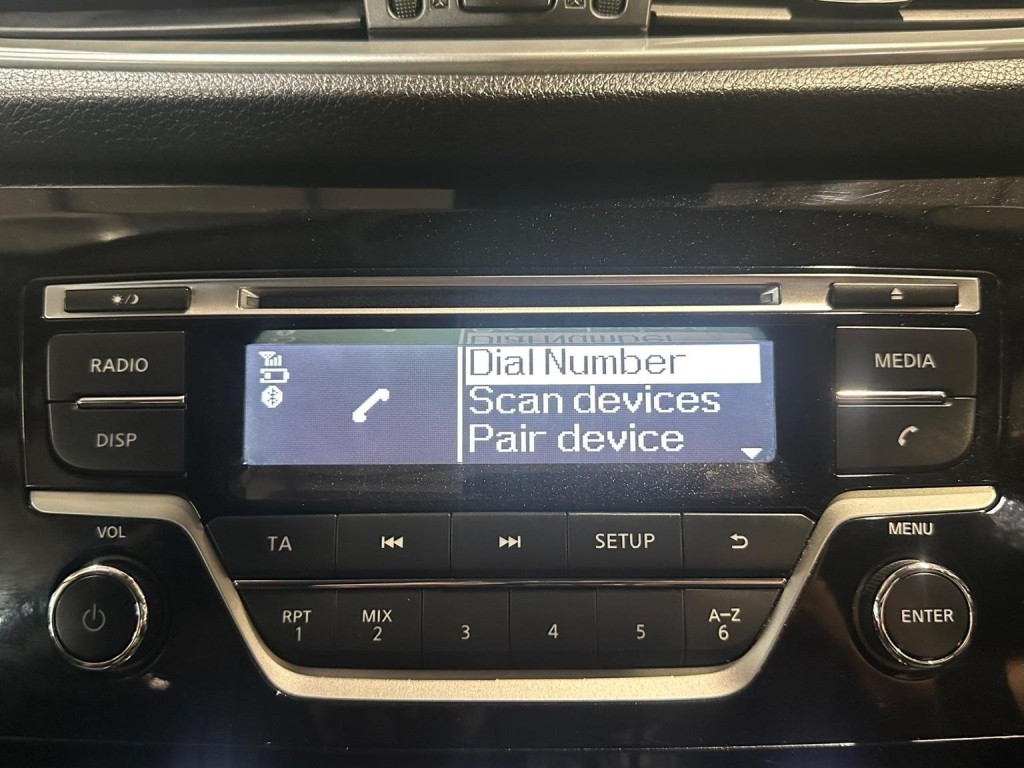 RADIO
DISP
Dial Number
Scan devices
Pair device
MEDIA
VOL
TA
SETUP
MENU
RPT
1
MIX
2
3
4
5
A-Z
6
ENTER